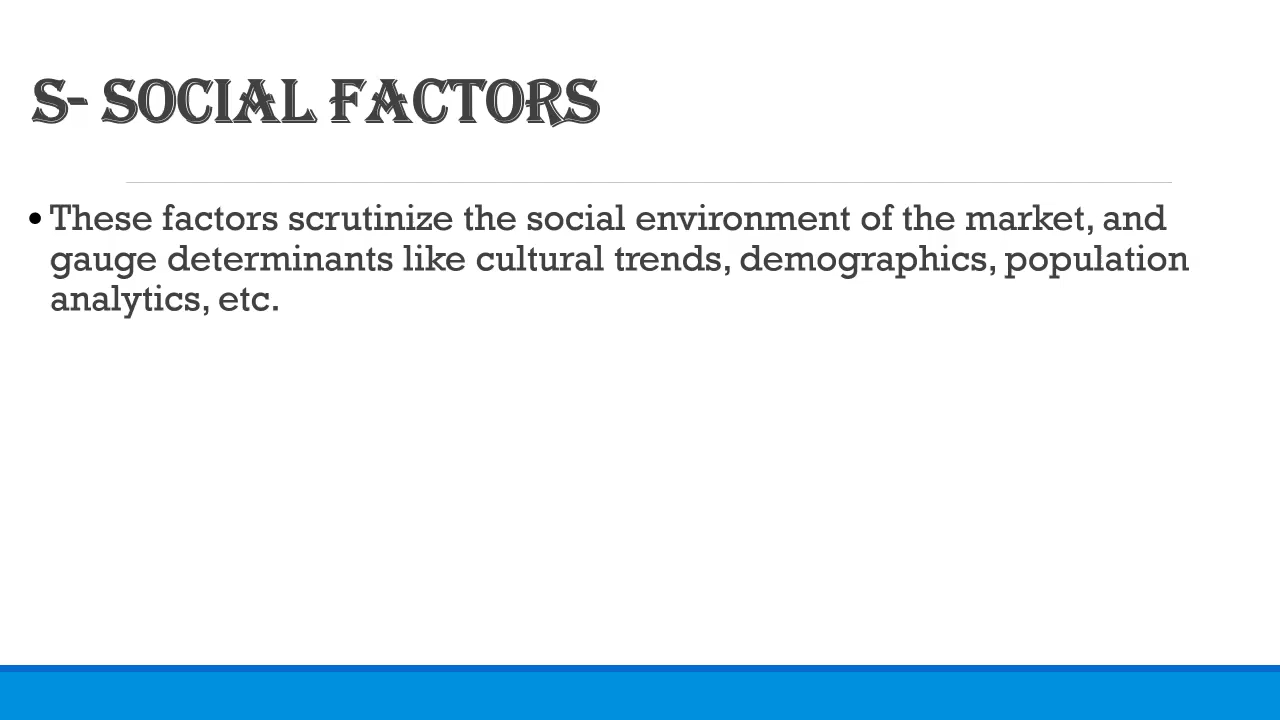 S- SOCIAL FACTORS
• These factors scrutinize the social environment of the market, and
gauge determinants like cultural trends, demographics, population
analytics, etc.